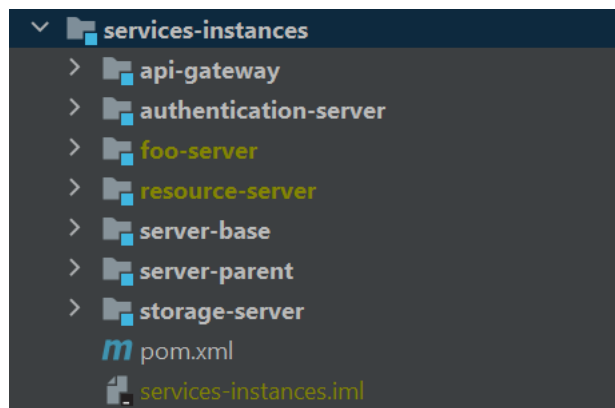 services-instances
api-gateway
authentication-server
foo-server
resource-server
server-base
server-parent
storage-server
m pom.xml
services-instances.iml